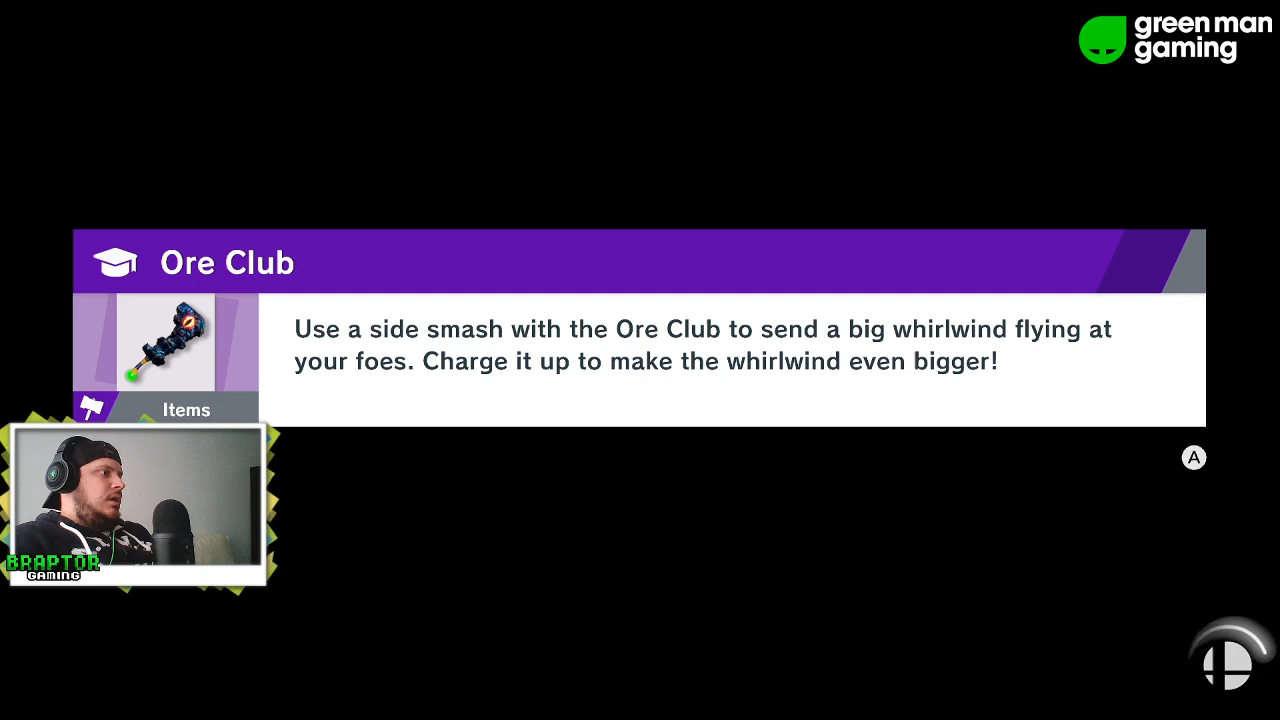 green man
gaming
Ore Club
Use a side smash with the Ore Club to send a big whirlwind flying at
your foes. Charge it up to make the whirlwind even bigger!
Items
A
BRAPTOR
GAMING